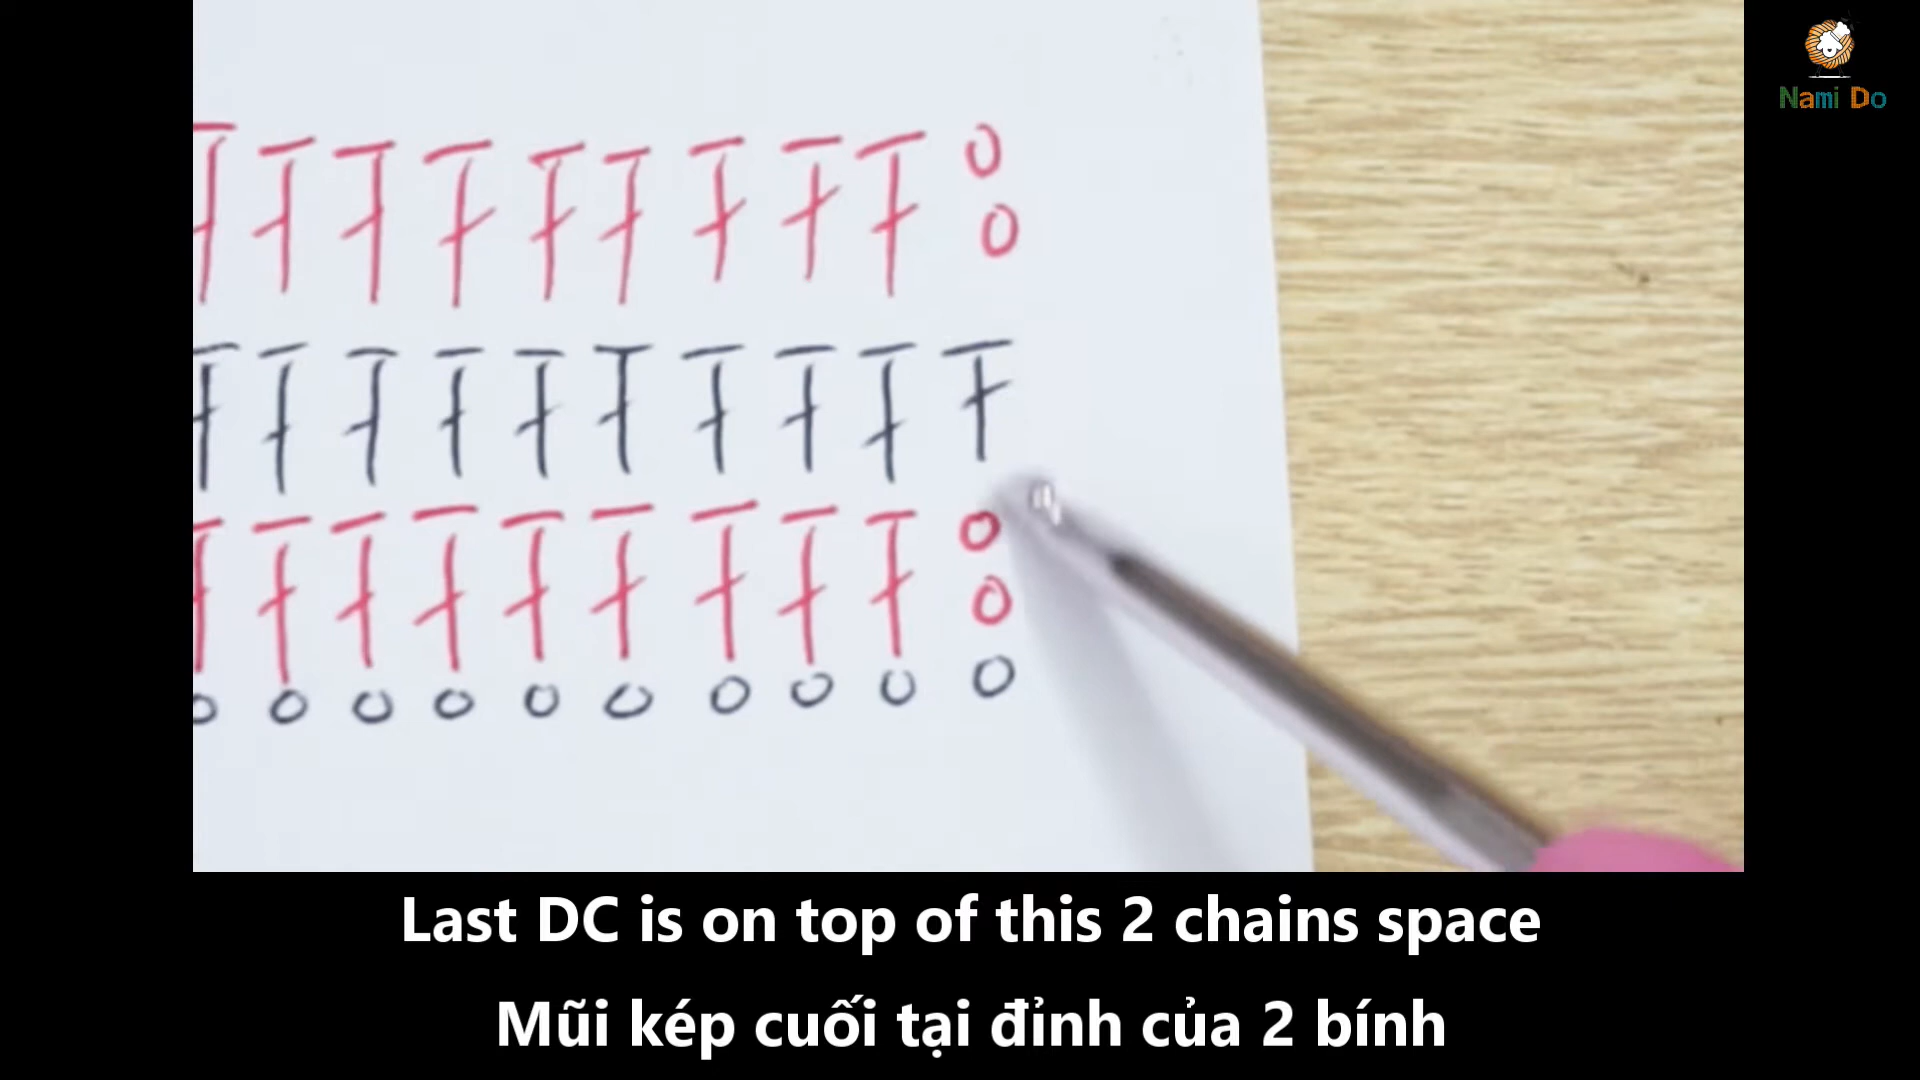 Nami Do
Last DC is on top of this 2 chains space
Mũi kép cuối tại đỉnh của 2 bính